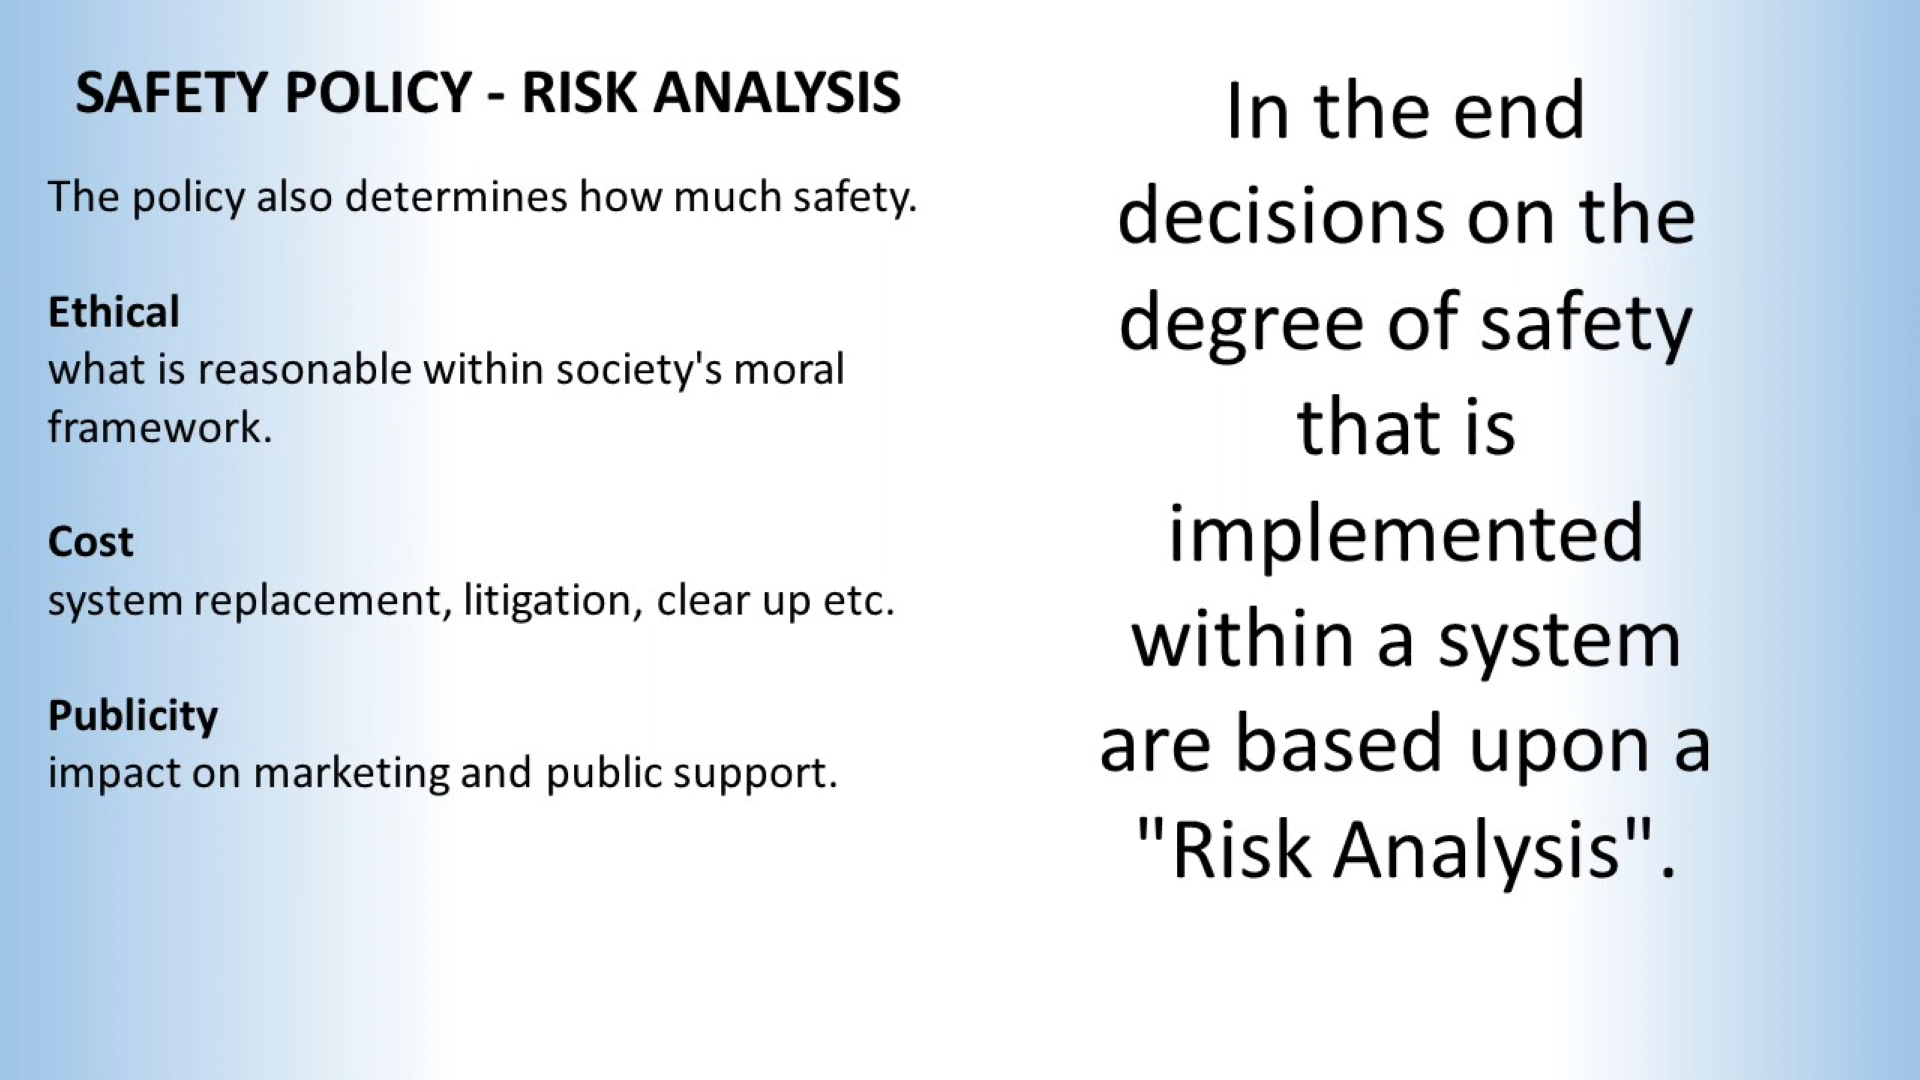 SAFETY POLICY - RISK ANALYSIS
The policy also determines how much safety.
Ethical
what is reasonable within society's moral
framework.
Cost
system replacement, litigation, clear up etc.
Publicity
impact on marketing and public support.
In the end
decisions on the
degree of safety
that is
implemented
within a system
are based upon a
"Risk Analysis".